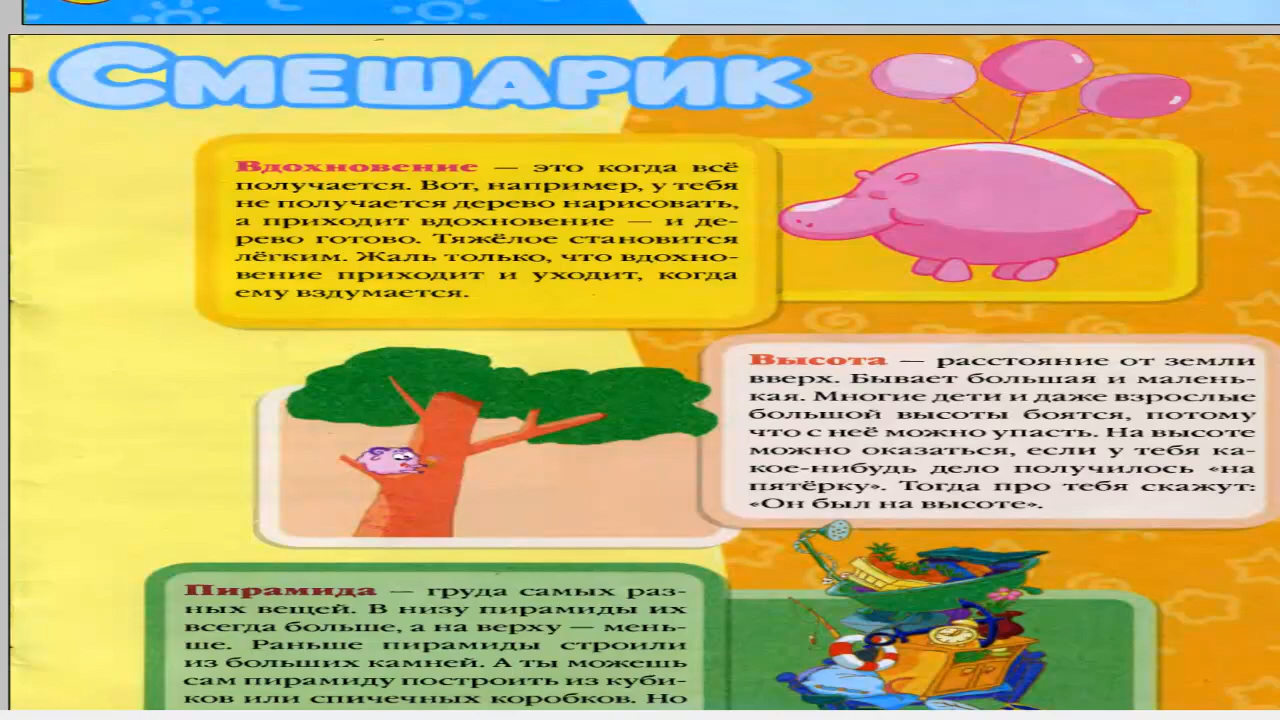 СМЕШАРИК
Вдохновение — это когда всё
получается. Вот, например, у тебя
не получается дерево нарисовать,
а приходит вдохновение — и де-
рево готово. Тяжёлое становится
лёгким. Жаль только, что вдохно-
вение приходит и уходит, когда
ему вздумается.
Высота — расстояние от земли
вверх. Бывает большая и малень-
кая. Многие дети и даже взрослые
большой высоты боятся, потому
что с неё можно упасть. На высоте
можно оказаться, если у тебя ка-
кое-нибудь дело получилось «на
пятёрку». Тогда про тебя скажут:
«Он был на высоте».
Пирамида — груда самых раз-
ных вещей. В низу пирамиды их
всегда больше, а на верху — мень-
ше. Раньше пирамиды строили
из больших камней. А ты можешь
сам пирамиду построить из куби-
ков или спичечных коробков. Но